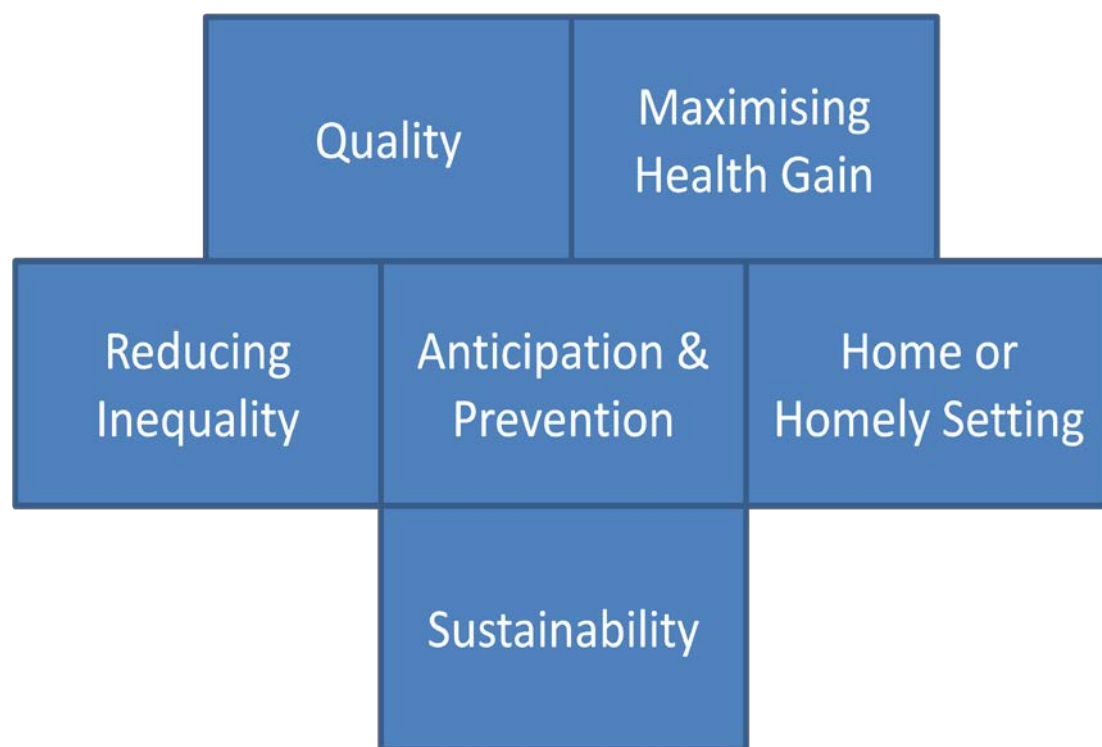 Quality
Maximising
Health Gain
Reducing
Inequality
Anticipation &
Prevention
Home or
Homely Setting
Sustainability